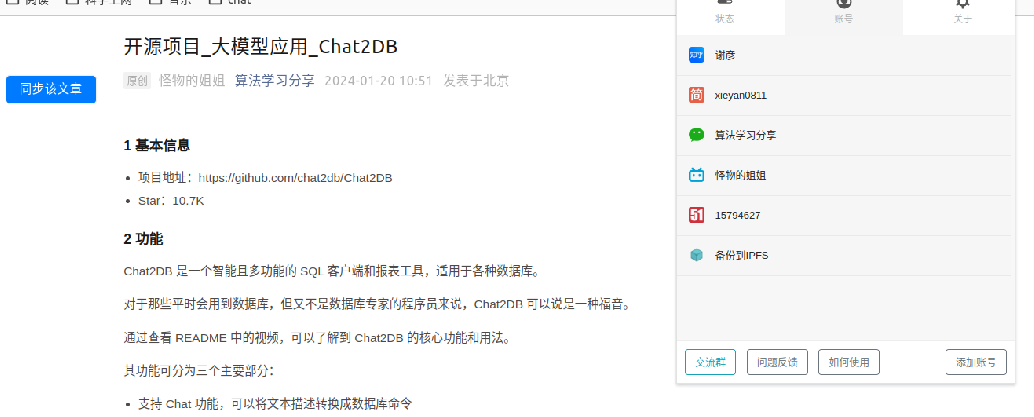 阅读 科学上网 音乐 chat
开源项目_大模型应用_Chat2DB
同步该文章
原创 怪物的姐姐 算法学习分享 2024-01-20 10:51 发表于北京
1 基本信息
• 项目地址：https://github.com/chat2db/Chat2DB
• Star：10.7K
2 功能
Chat2DB 是一个智能且多功能的 SQL 客户端和报表工具，适用于各种数据库。
对于那些平时会用到数据库，但又不是数据库专家的程序员来说，Chat2DB 可以说是一种福音。
通过查看 README 中的视频，可以了解到 Chat2DB 的核心功能和用法。
其功能可分为三个主要部分：
• 支持 Chat 功能，可以将文本描述转换成数据库命令
状态 账号 关于
知乎 谢彦
简 xieyan0811
算法学习分享
怪物的姐姐
51 15794627
备份到IPFS
交流群 问题反馈 如何使用 添加账号